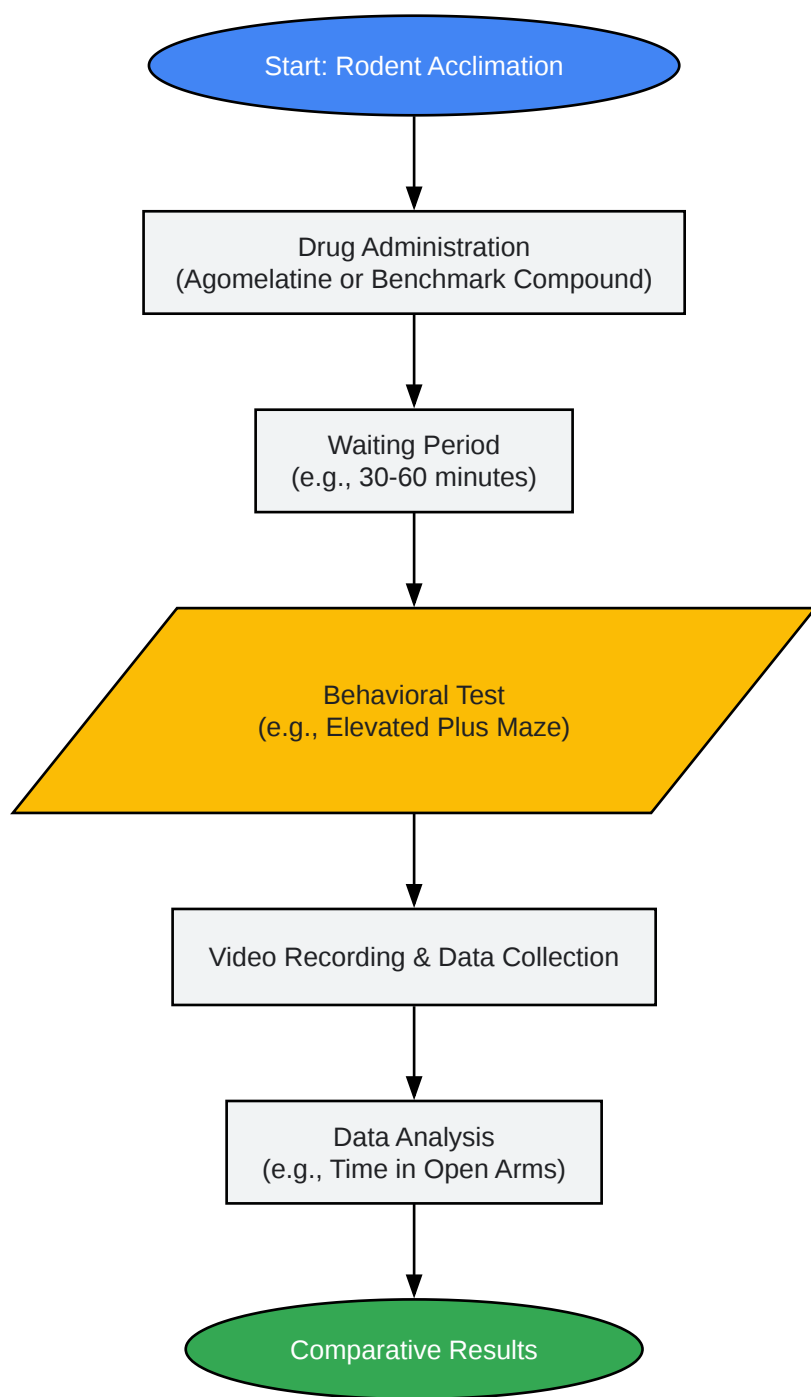 Start: Rodent Acclimation
Drug Administration
(Agomelatine or Benchmark Compound)
Waiting Period
(e.g., 30-60 minutes)
Behavioral Test
(e.g., Elevated Plus Maze)
Video Recording & Data Collection
Data Analysis
(e.g., Time in Open Arms)
Comparative Results